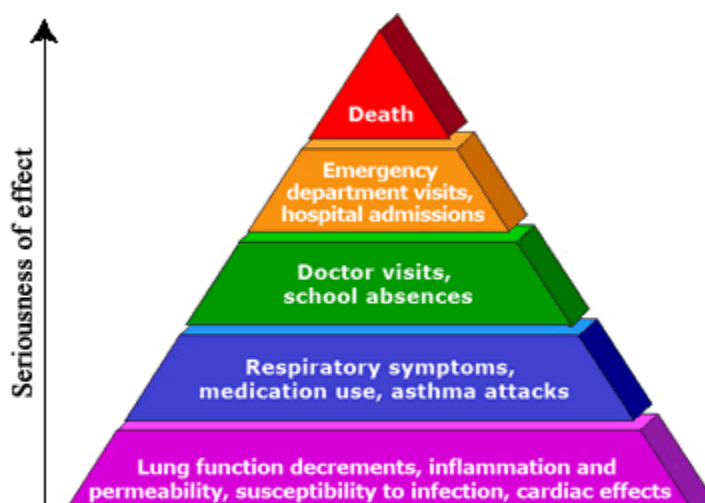 Seriousness of effect
Death
Emergency
department visits,
hospital admissions
Doctor visits,
school absences
Respiratory symptoms,
medication use, asthma attacks
Lung function decrements, inflammation and
permeability, susceptibility to infection, cardiac effects